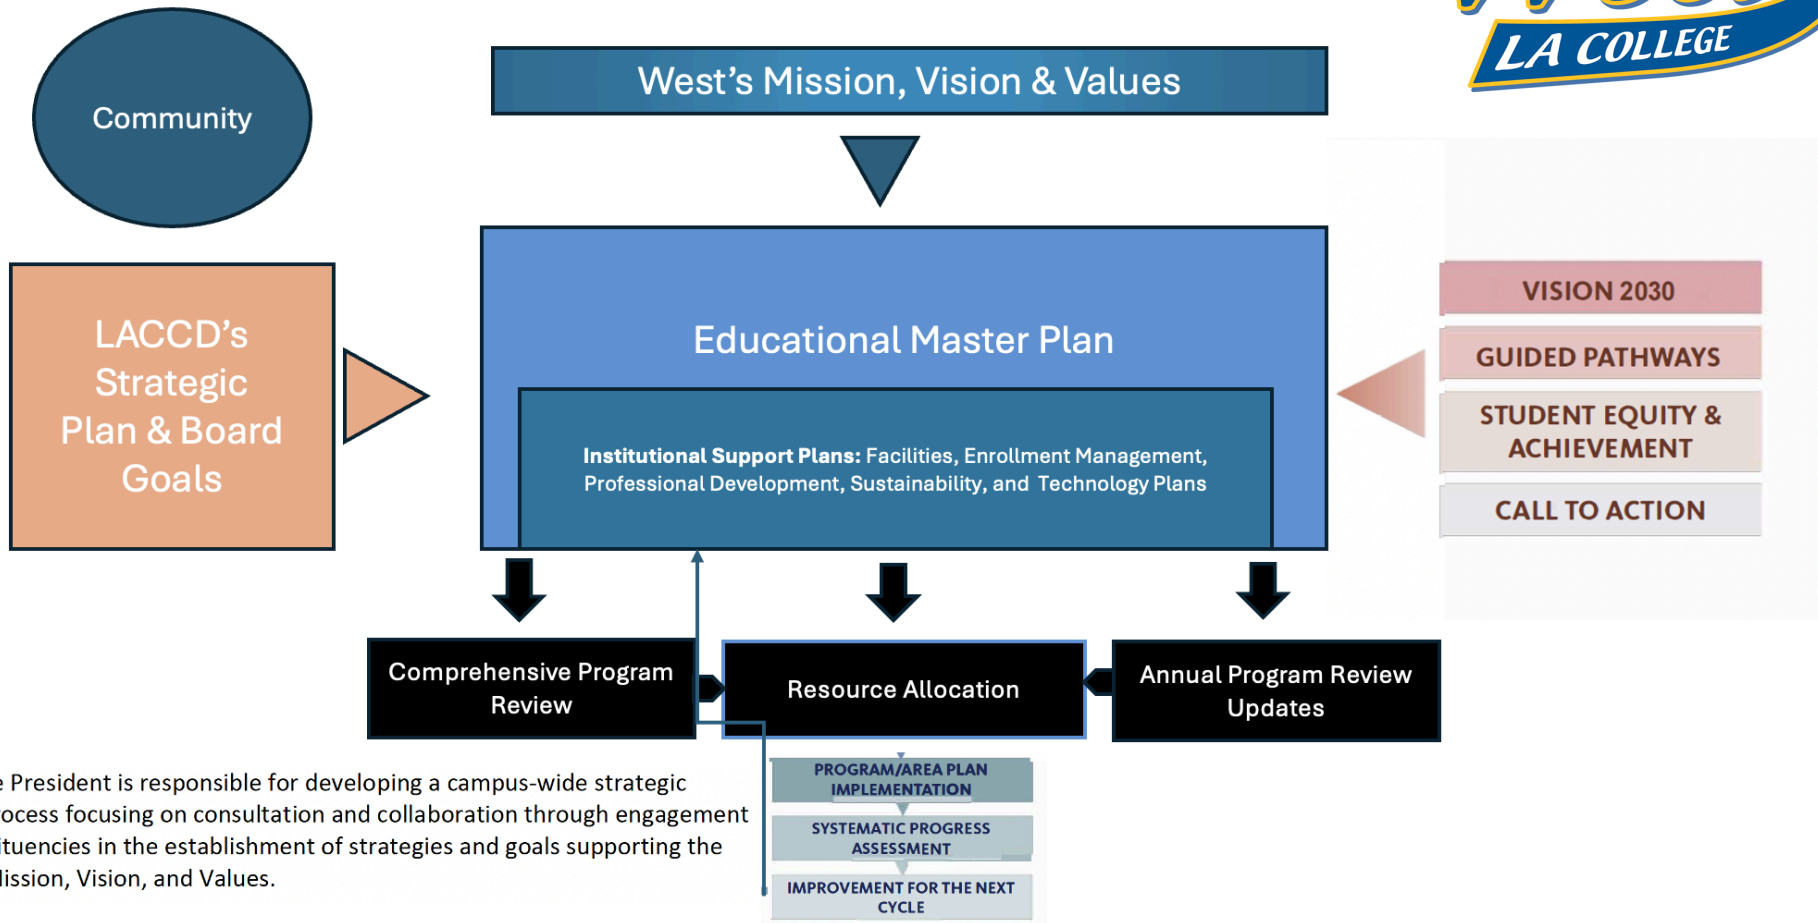 LA COLLEGE
Community
West’s Mission, Vision & Values
LACCD’s
Strategic
Plan & Board
Goals
Educational Master Plan
Institutional Support Plans: Facilities, Enrollment Management,
Professional Development, Sustainability, and Technology Plans
VISION 2030
GUIDED PATHWAYS
STUDENT EQUITY &
ACHIEVEMENT
CALL TO ACTION
Comprehensive Program
Review
Resource Allocation
Annual Program Review
Updates
PROGRAM/AREA PLAN
IMPLEMENTATION
SYSTEMATIC PROGRESS
ASSESSMENT
IMPROVEMENT FOR THE NEXT
CYCLE
President is responsible for developing a campus-wide strategic
focusing on consultation and collaboration through engagement
in the establishment of strategies and goals supporting the
Vision, and Values.